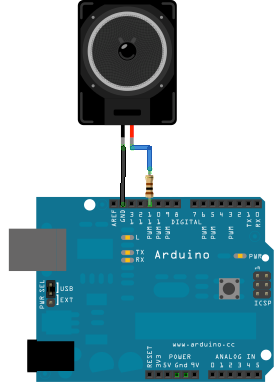 AREF
GND
13
12
11
10
9
8
7
6
5
4
3
2
1
0
PWM
PWM
PWM
PWM
PWM
PWM
TX
RX
DIGITAL
L
TX
RX
Arduino
PWR
ICSP
PWR SEL
USB
EXT
www.arduino.cc
POWER
ANALOG IN
RESET
3V3
5V
Gnd
9V
0 1 2 3 4 5